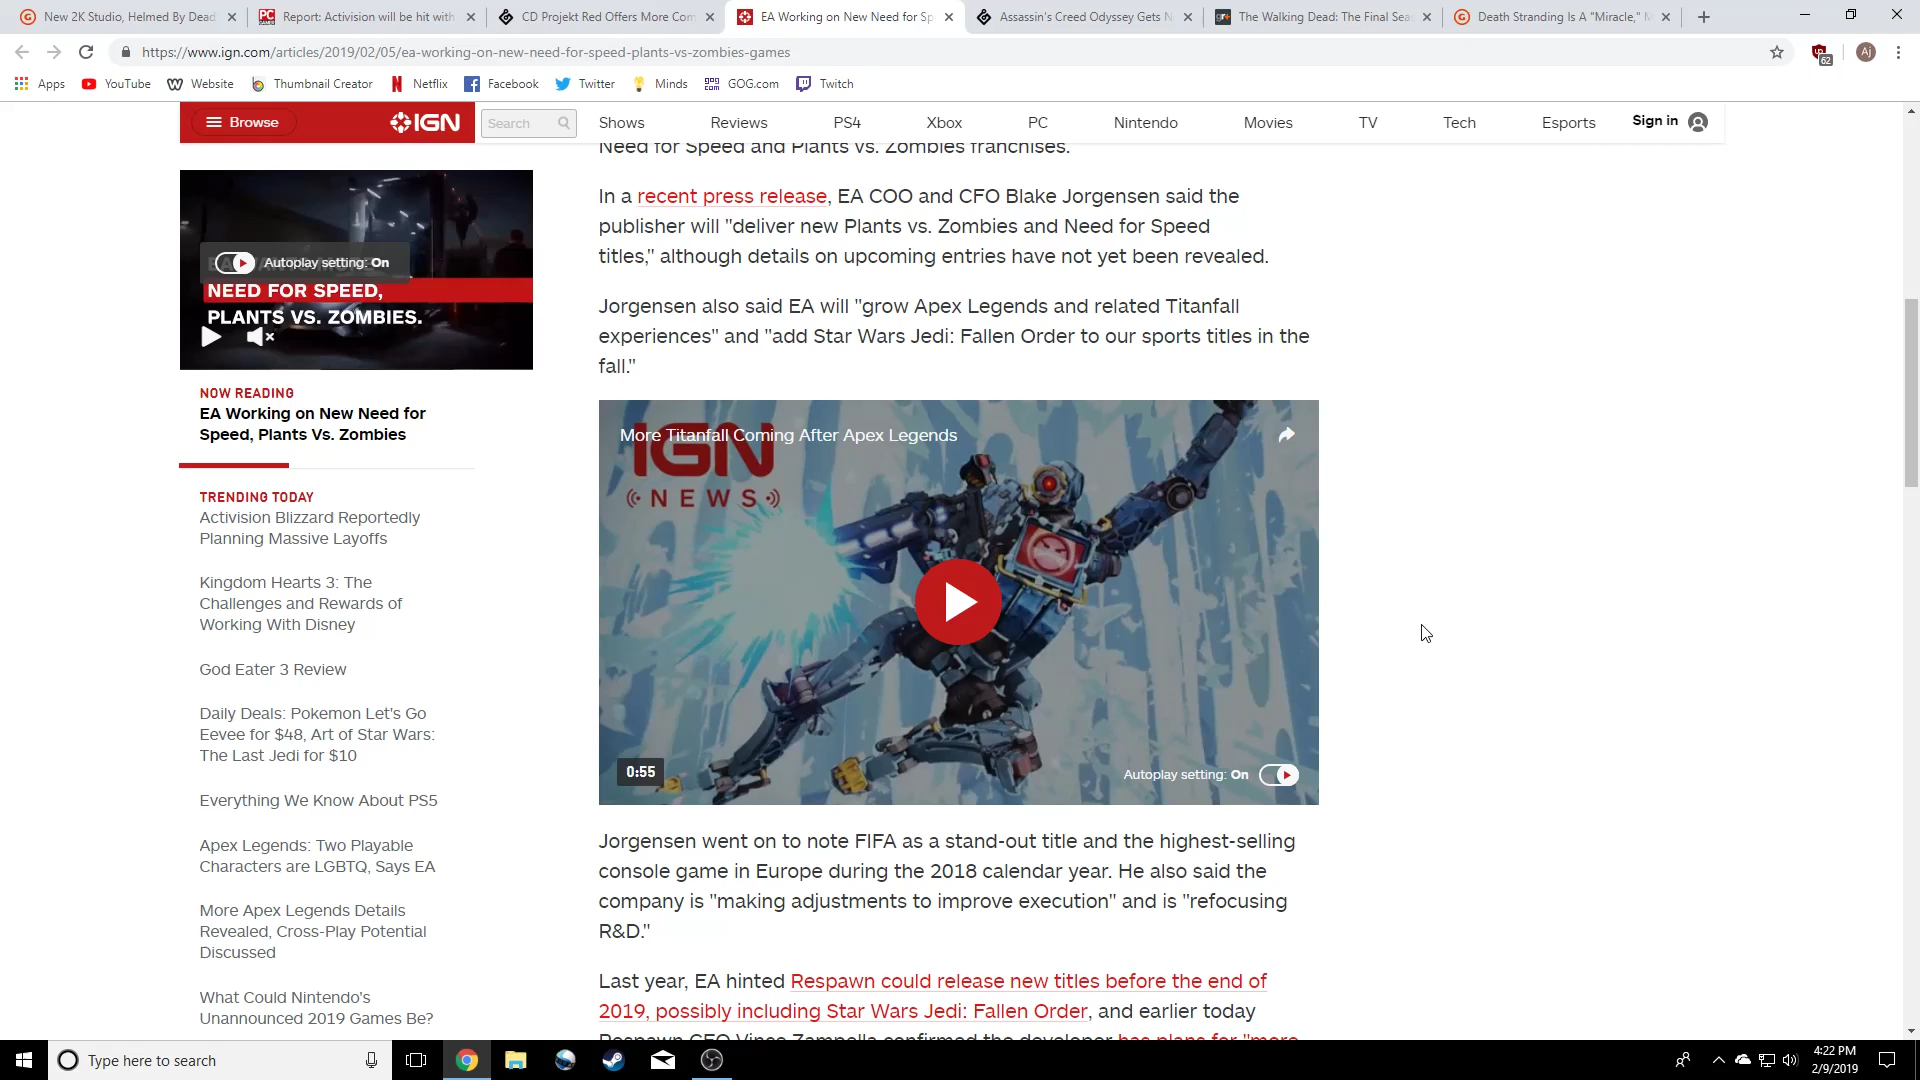 New 2K Studio, Helmed By Dead
Report: Activision will be hit with
CD Projekt Red Offers More Com
EA Working on New Need for Sp
Assassin's Creed Odyssey Gets N
The Walking Dead: The Final Sea
Death Stranding Is A "Miracle," M
https://www.ign.com/articles/2019/02/05/ea-working-on-new-need-for-speed-plants-vs-zombies-games
62
Aj
Apps
YouTube
Website
Thumbnail Creator
Netflix
Facebook
Twitter
Minds
GOG.com
Twitch
Browse
IGN
Search
Shows
Reviews
PS4
Xbox
PC
Nintendo
Movies
TV
Tech
Esports
Sign in
Need for Speed and Plants vs. Zombies franchises.
In a recent press release, EA COO and CFO Blake Jorgensen said the
publisher will "deliver new Plants vs. Zombies and Need for Speed
titles," although details on upcoming entries have not yet been revealed.
Jorgensen also said EA will "grow Apex Legends and related Titanfall
experiences" and "add Star Wars Jedi: Fallen Order to our sports titles in the
fall."
Autoplay setting: On
NEED FOR SPEED,
PLANTS VS. ZOMBIES.
NOW READING
EA Working on New Need for
Speed, Plants Vs. Zombies
TRENDING TODAY
Activision Blizzard Reportedly
Planning Massive Layoffs
Kingdom Hearts 3: The
Challenges and Rewards of
Working With Disney
God Eater 3 Review
Daily Deals: Pokemon Let's Go
Eevee for $48, Art of Star Wars:
The Last Jedi for $10
Everything We Know About PS5
Apex Legends: Two Playable
Characters are LGBTQ, Says EA
More Apex Legends Details
Revealed, Cross-Play Potential
Discussed
What Could Nintendo's
Unannounced 2019 Games Be?
More Titanfall Coming After Apex Legends
IGN
NEWS
0:55
Autoplay setting: On
Jorgensen went on to note FIFA as a stand-out title and the highest-selling
console game in Europe during the 2018 calendar year. He also said the
company is "making adjustments to improve execution" and is "refocusing
R&D."
Last year, EA hinted Respawn could release new titles before the end of
2019, possibly including Star Wars Jedi: Fallen Order, and earlier today
Respawn CEO Vince Zampella confirmed the developer has plans for "more
Type here to search
4:22 PM
2/9/2019